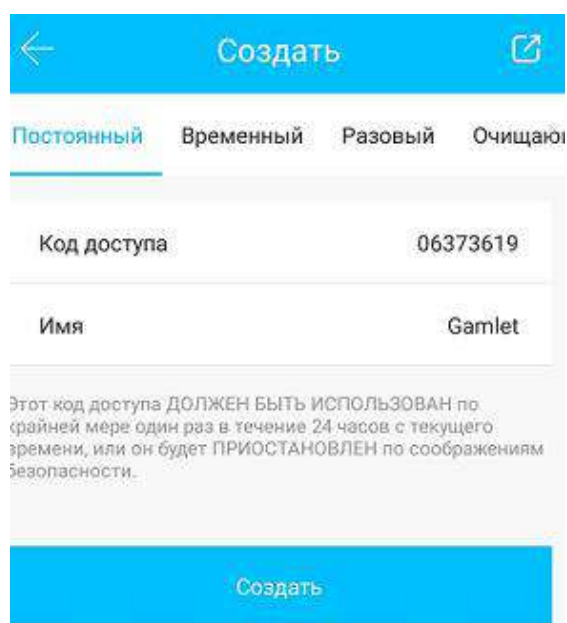 Создать
Постоянный Временный Разовый Очищаю
Код доступа 06373619
Имя Gamlet
Этот код доступа ДОЛЖЕН БЫТЬ ИСПОЛЬЗОВАН по
крайней мере один раз в течение 24 часов с текущего
времени, или он будет ПРИОСТАНОВЛЕН по соображениям
безопасности.
Создать